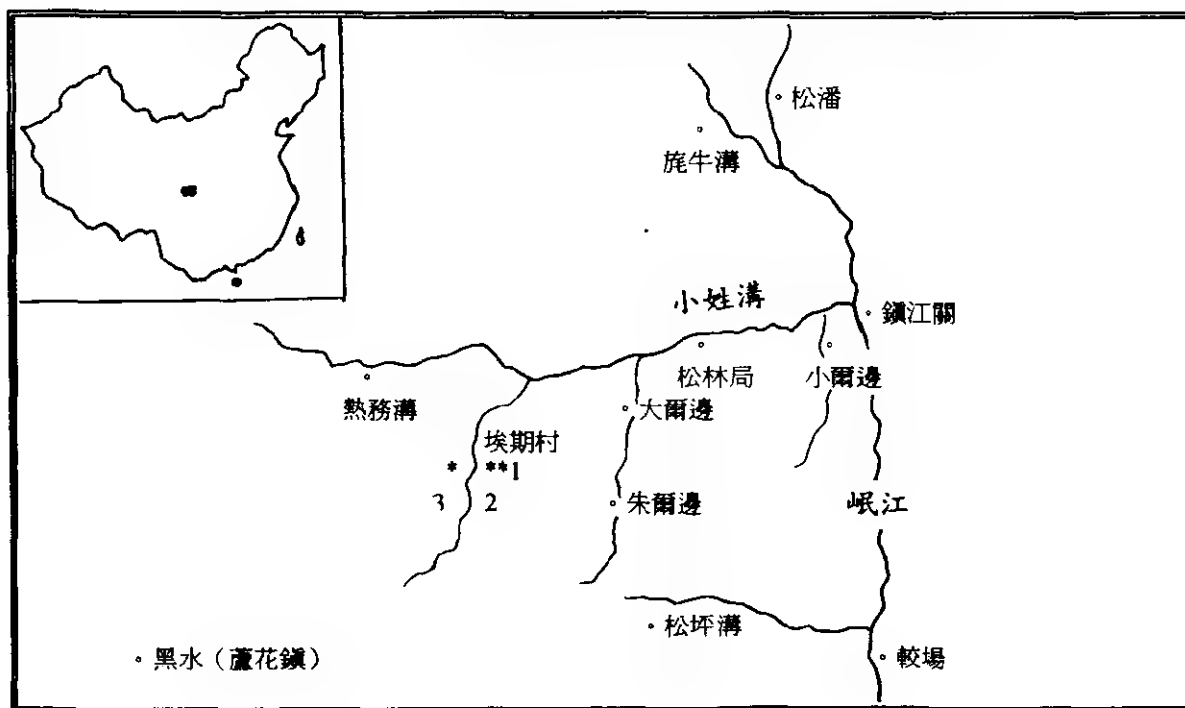 松潘
旄牛溝
小姓溝
鎮江關
松林局
小爾邊
熱務溝
大爾邊
埃期村
* **1
3 2
朱爾邊
岷江
松坪溝
黑水（蘆花鎮）
較場